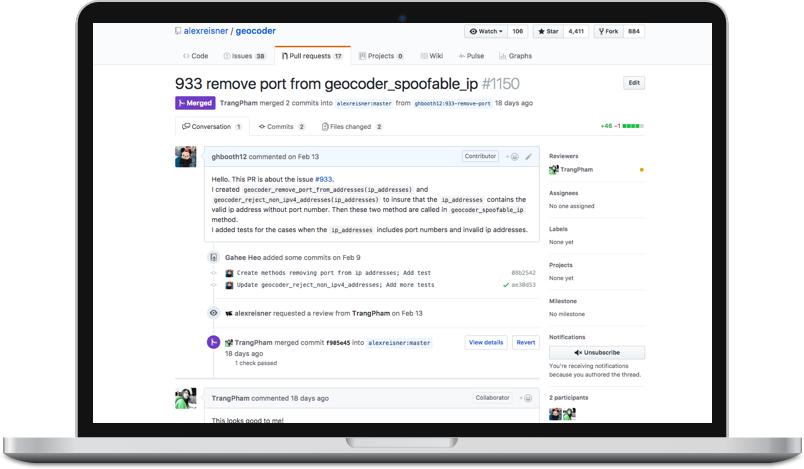 alexreisner / geocoder
Watch 106 Star 4,411 Fork 884
Code Issues 38 Pull requests 17 Projects 0 Wiki Pulse Graphs
933 remove port from geocoder_spoofable_ip #1150
Edit
Merged TrangPham merged 2 commits into alexreisner:master from ghbooth12:933-remove-port 18 days ago
Conversation 1 Commits 2 Files changed 2
+46 −1
ghbooth12 commented on Feb 13
Contributor
Hello. This PR is about the issue #933.
I created geocoder_remove_port_from_addresses(ip_addresses) and
geocoder_reject_non_ipv4_addresses(ip_addresses) to insure that the ip_addresses contains the
valid ip address without port number. Then these two method are called in geocoder_spoofable_ip
method.
I added tests for the cases when the ip_addresses includes port numbers and invalid ip addresses.
Gahee Heo added some commits on Feb 9
Create methods removing port from ip addresses; Add test 08b2542
Update geocoder_reject_non_ipv4_addresses; Add more tests ae30d53
alexreisner requested a review from TrangPham on Feb 13
TrangPham merged commit f985e45 into alexreisner:master
18 days ago
1 check passed
View details Revert
TrangPham commented 18 days ago
Collaborator
This looks good to me!
Reviewers
TrangPham
Assignees
No one assigned
Labels
None yet
Projects
None yet
Milestone
No milestone
Notifications
Unsubscribe
You're receiving notifications
because you authored the thread.
2 participants